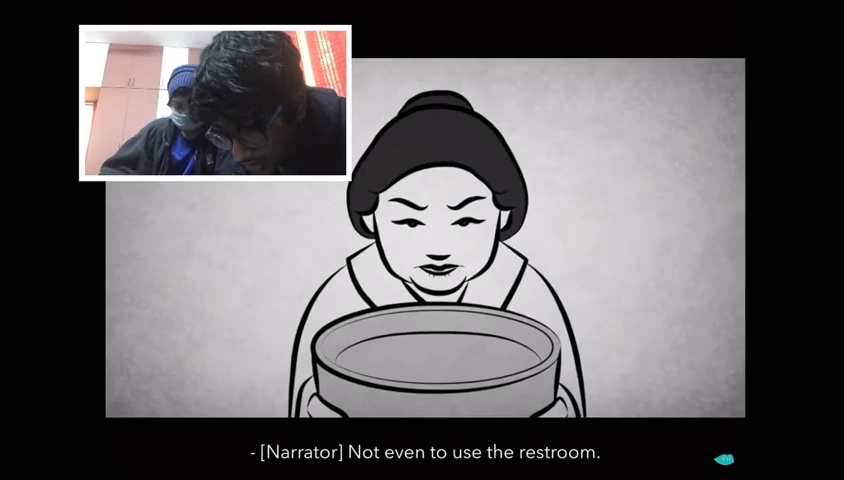 - [Narrator] Not even to use the restroom.